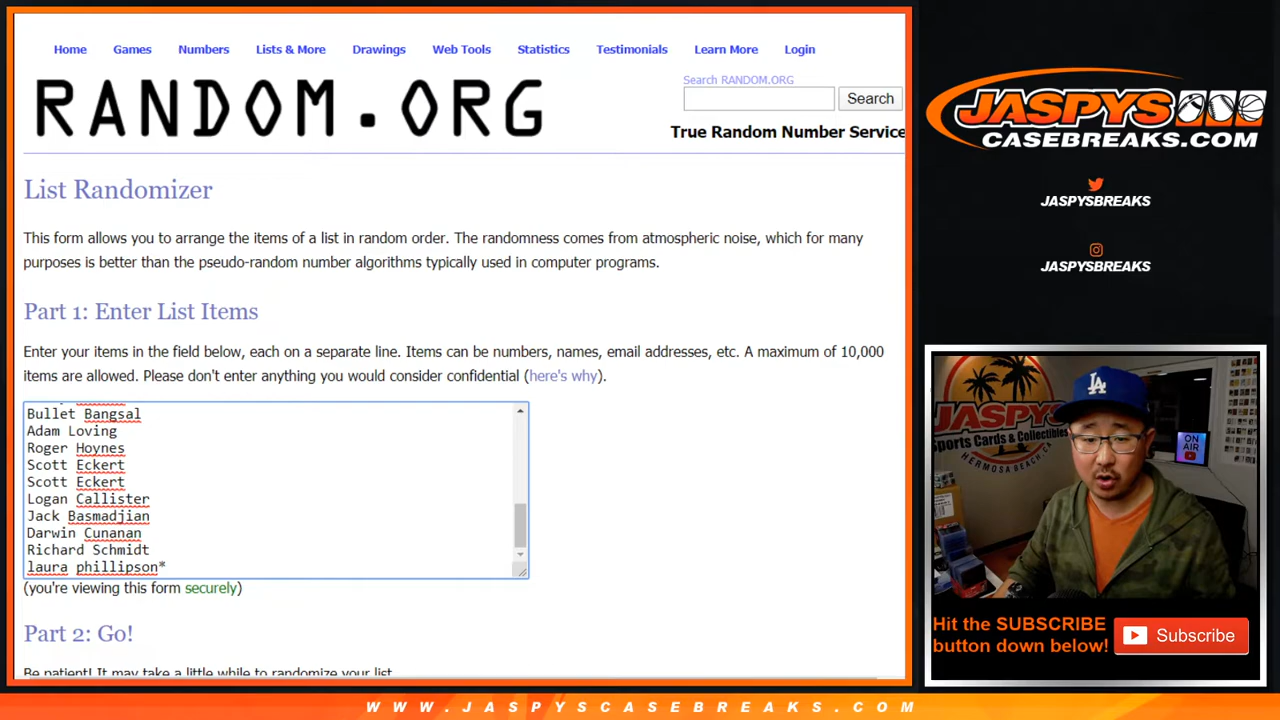 Home Games Numbers Lists & More Drawings Web Tools Statistics Testimonials Learn More Login
RANDOM.ORG
Search RANDOM.ORG
Search
True Random Number Service
List Randomizer
This form allows you to arrange the items of a list in random order. The randomness comes from atmospheric noise, which for many
purposes is better than the pseudo-random number algorithms typically used in computer programs.
Part 1: Enter List Items
Enter your items in the field below, each on a separate line. Items can be numbers, names, email addresses, etc. A maximum of 10,000
items are allowed. Please don't enter anything you would consider confidential (here's why).
Bullet Bangsal
Adam Loving
Roger Hoynes
Scott Eckert
Scott Eckert
Logan Callister
Jack Basmadjian
Darwin Cunanan
Richard Schmidt
laura phillipson*
(you're viewing this form securely)
Part 2: Go!
Be patient! It may take a little while to randomize your list
JASPYS
CASEBREAKS.COM
JASPYSBREAKS
JASPYSBREAKS
JASPYS
Sports Cards & Collectibles
HERMOSA BEACH, CA
LA
ON
AIR
Hit the SUBSCRIBE
button down below!
Subscribe
WWW.JASPYSCASEBREAKS.COM